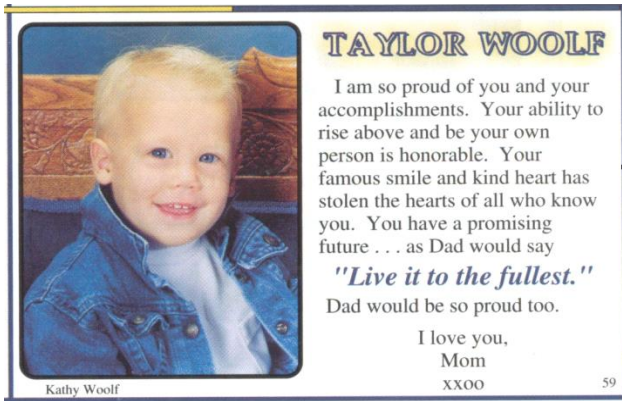 TAYLOR WOOLF
I am so proud of you and your
accomplishments. Your ability to
rise above and be your own
person is honorable. Your
famous smile and kind heart has
stolen the hearts of all who know
you. You have a promising
future . . . as Dad would say
"Live it to the fullest."
Dad would be so proud too.
I love you,
Mom
xxoo
Kathy Woolf
59